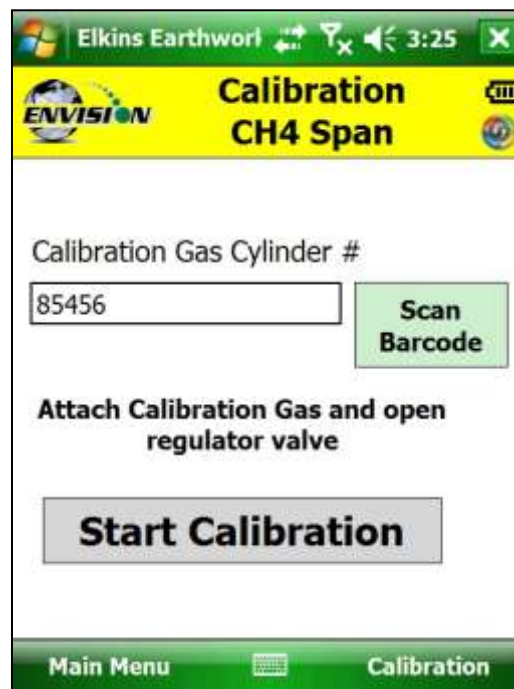 Elkins Earthworl
3:25
ENVISION
Calibration
CH4 Span
Calibration Gas Cylinder #
85456
Scan
Barcode
Attach Calibration Gas and open
regulator valve
Start Calibration
Main Menu
Calibration